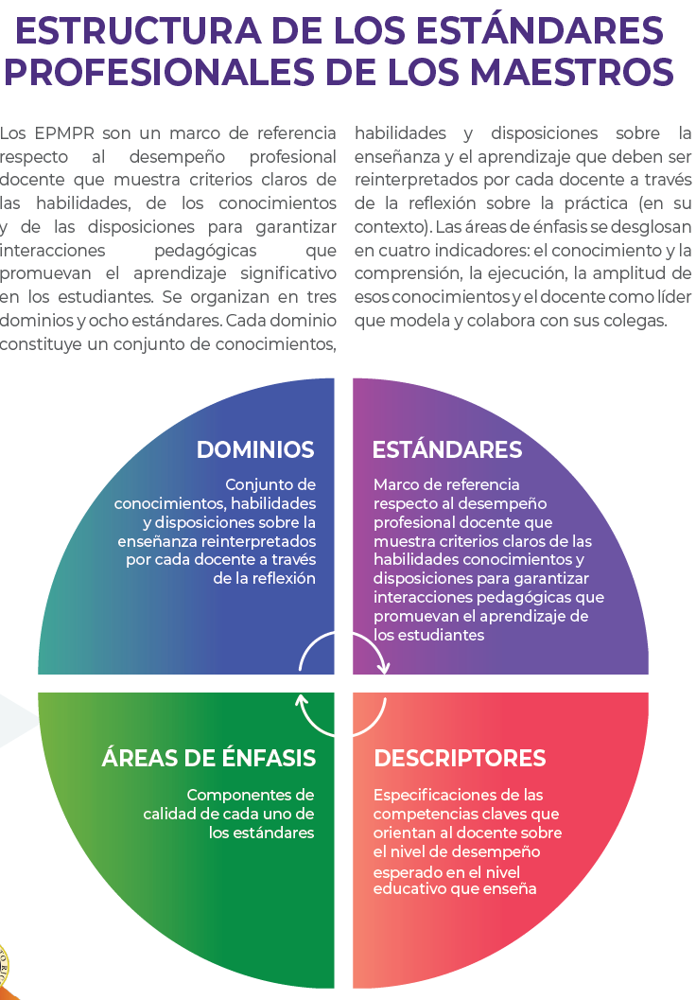 ESTRUCTURA DE LOS ESTÁNDARES
PROFESIONALES DE LOS MAESTROS
Los EPMPR son un marco de referencia
respecto al desempeño profesional
docente que muestra criterios claros de
las habilidades, de los conocimientos
y de las disposiciones para garantizar
interacciones pedagógicas que
promuevan el aprendizaje significativo
en los estudiantes. Se organizan en tres
dominios y ocho estándares. Cada dominio
constituye un conjunto de conocimientos,
habilidades y disposiciones sobre la
enseñanza y el aprendizaje que deben ser
reinterpretados por cada docente a través
de la reflexión sobre la práctica (en su
contexto). Las áreas de énfasis se desglosan
en cuatro indicadores: el conocimiento y la
comprensión, la ejecución, la amplitud de
esos conocimientos y el docente como líder
que modela y colabora con sus colegas.
DOMINIOS
Conjunto de
conocimientos, habilidades
y disposiciones sobre la
enseñanza reinterpretados
por cada docente a través
de la reflexión
ESTÁNDARES
Marco de referencia
respecto al desempeño
profesional docente que
muestra criterios claros de las
habilidades conocimientos y
disposiciones para garantizar
interacciones pedagógicas que
promuevan el aprendizaje de
los estudiantes
ÁREAS DE ÉNFASIS
Componentes de
calidad de cada uno de
los estándares
DESCRIPTORES
Especificaciones de las
competencias claves que
orientan al docente sobre
el nivel de desempeño
esperado en el nivel
educativo que enseña